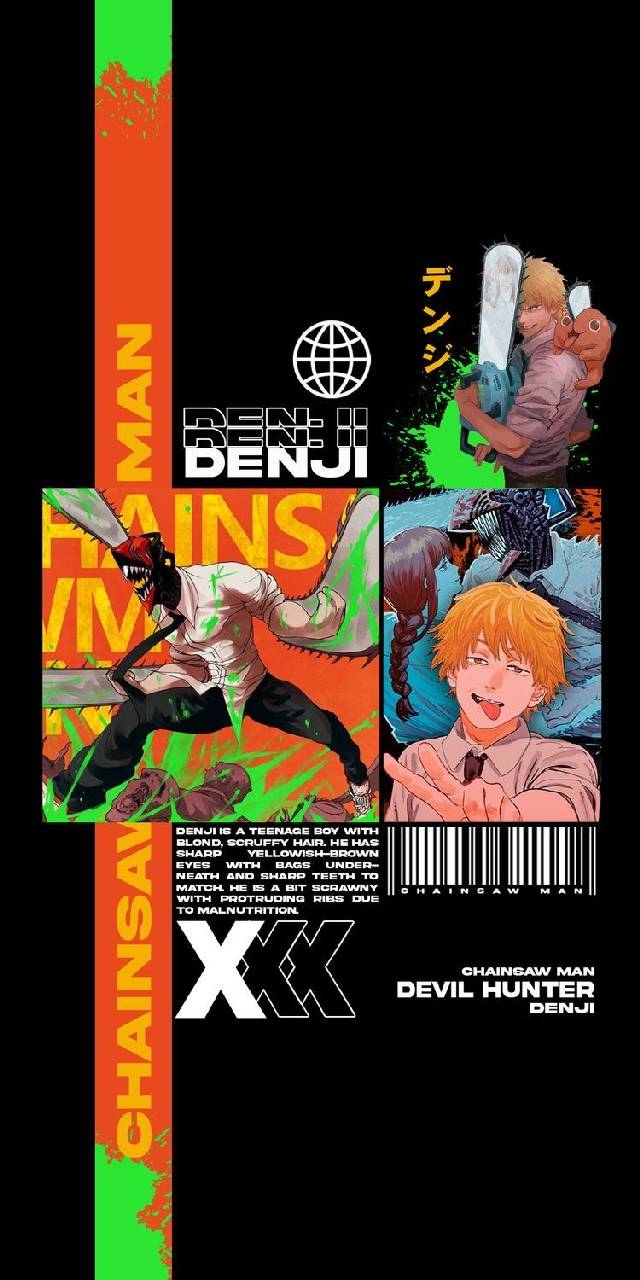 CHAINSAW MAN
デンジ
DENJI
DENJI
DENJI
CHAINS
DENJI IS A TEENAGE BOY WITH
BLOND, SCRUFFY HAIR. HE HAS
SHARP YELLOWISH-BROWN
EYES WITH BAGS UNDER-
NEATH AND SHARP TEETH TO
MATCH. HE IS A BIT SCRAWNY
WITH PROTRUDING RIBS DUE
TO MALNUTRITION.
CHAINSAW MAN
XXX
CHAINSAW MAN
DEVIL HUNTER
DENJI